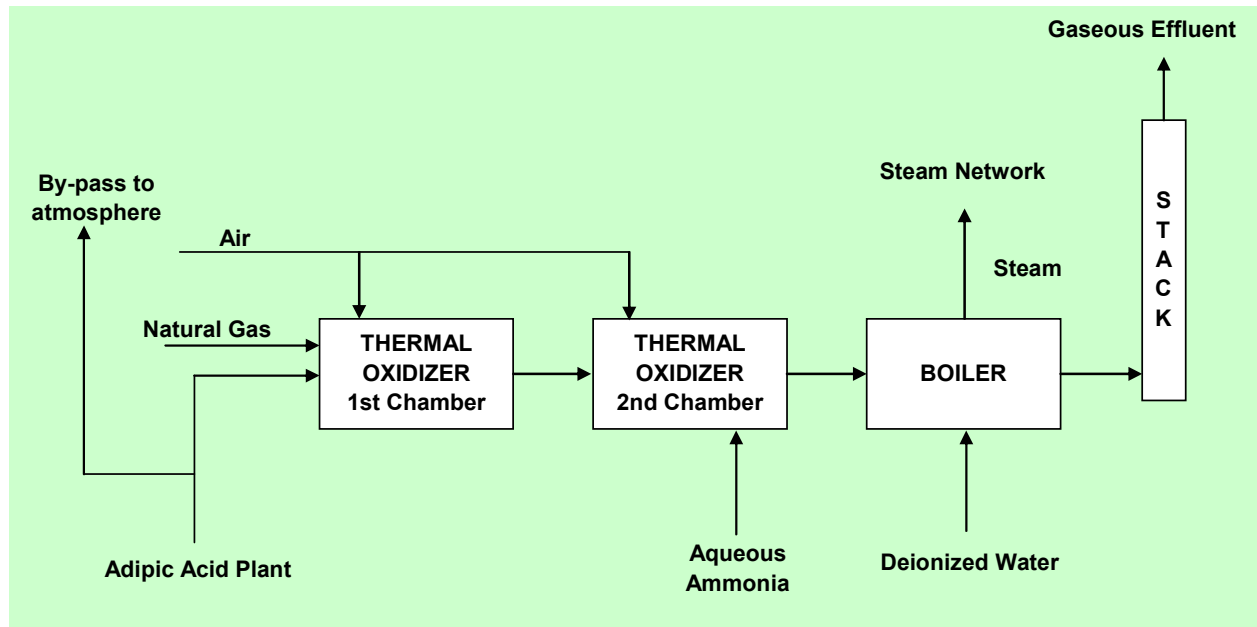 Gaseous Effluent
By-pass to
atmosphere
Steam Network
S
T
A
C
K
Air
Steam
Natural Gas
THERMAL
OXIDIZER
1st Chamber
THERMAL
OXIDIZER
2nd Chamber
BOILER
Adipic Acid Plant
Aqueous
Ammonia
Deionized Water